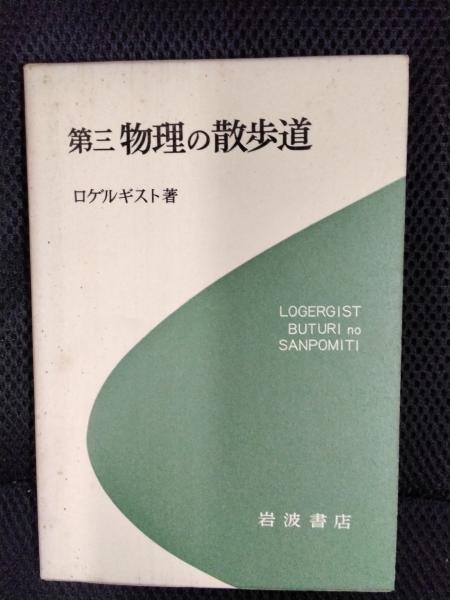 第三 物理の散歩道
ロゲルギスト著
LOGERGIST
BUTURI no
SANPOMITI
岩波書店